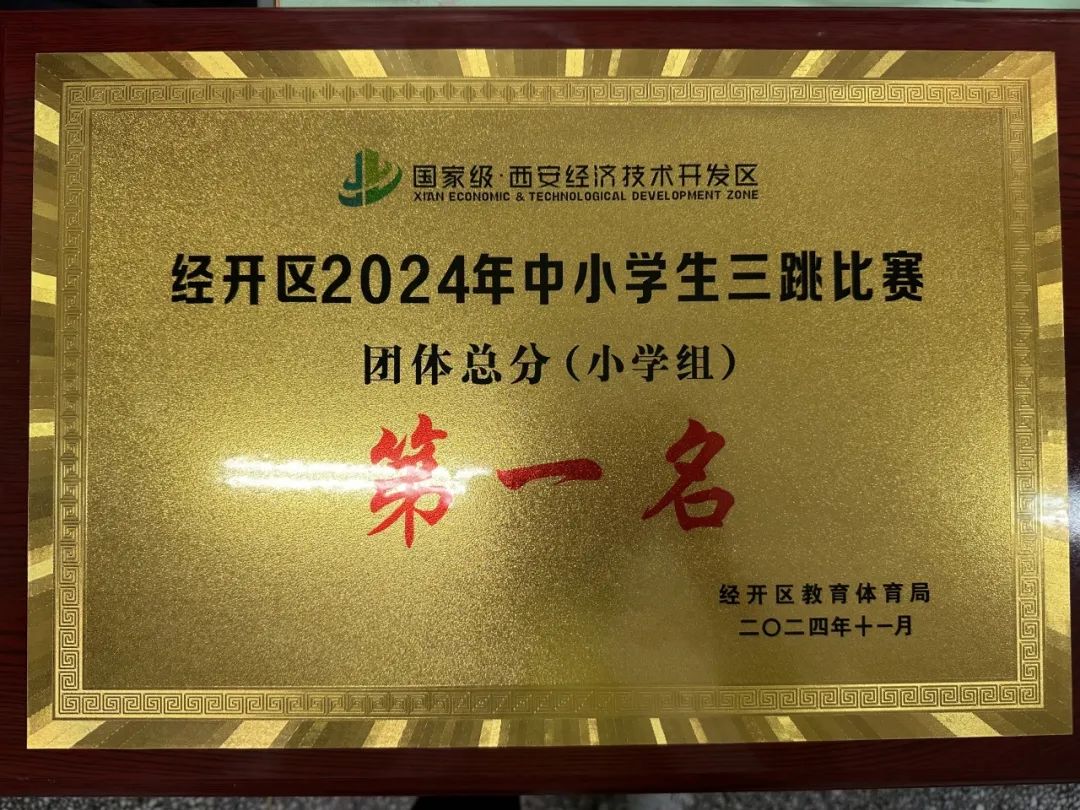 国家级·西安经济技术开发区
XIAN ECONOMIC & TECHNOLOGICAL DEVELOPMENT ZONE
经开区2024年中小学生三跳比赛
团体总分(小学组)
第一名
经开区教育体育局
二〇二四年十一月